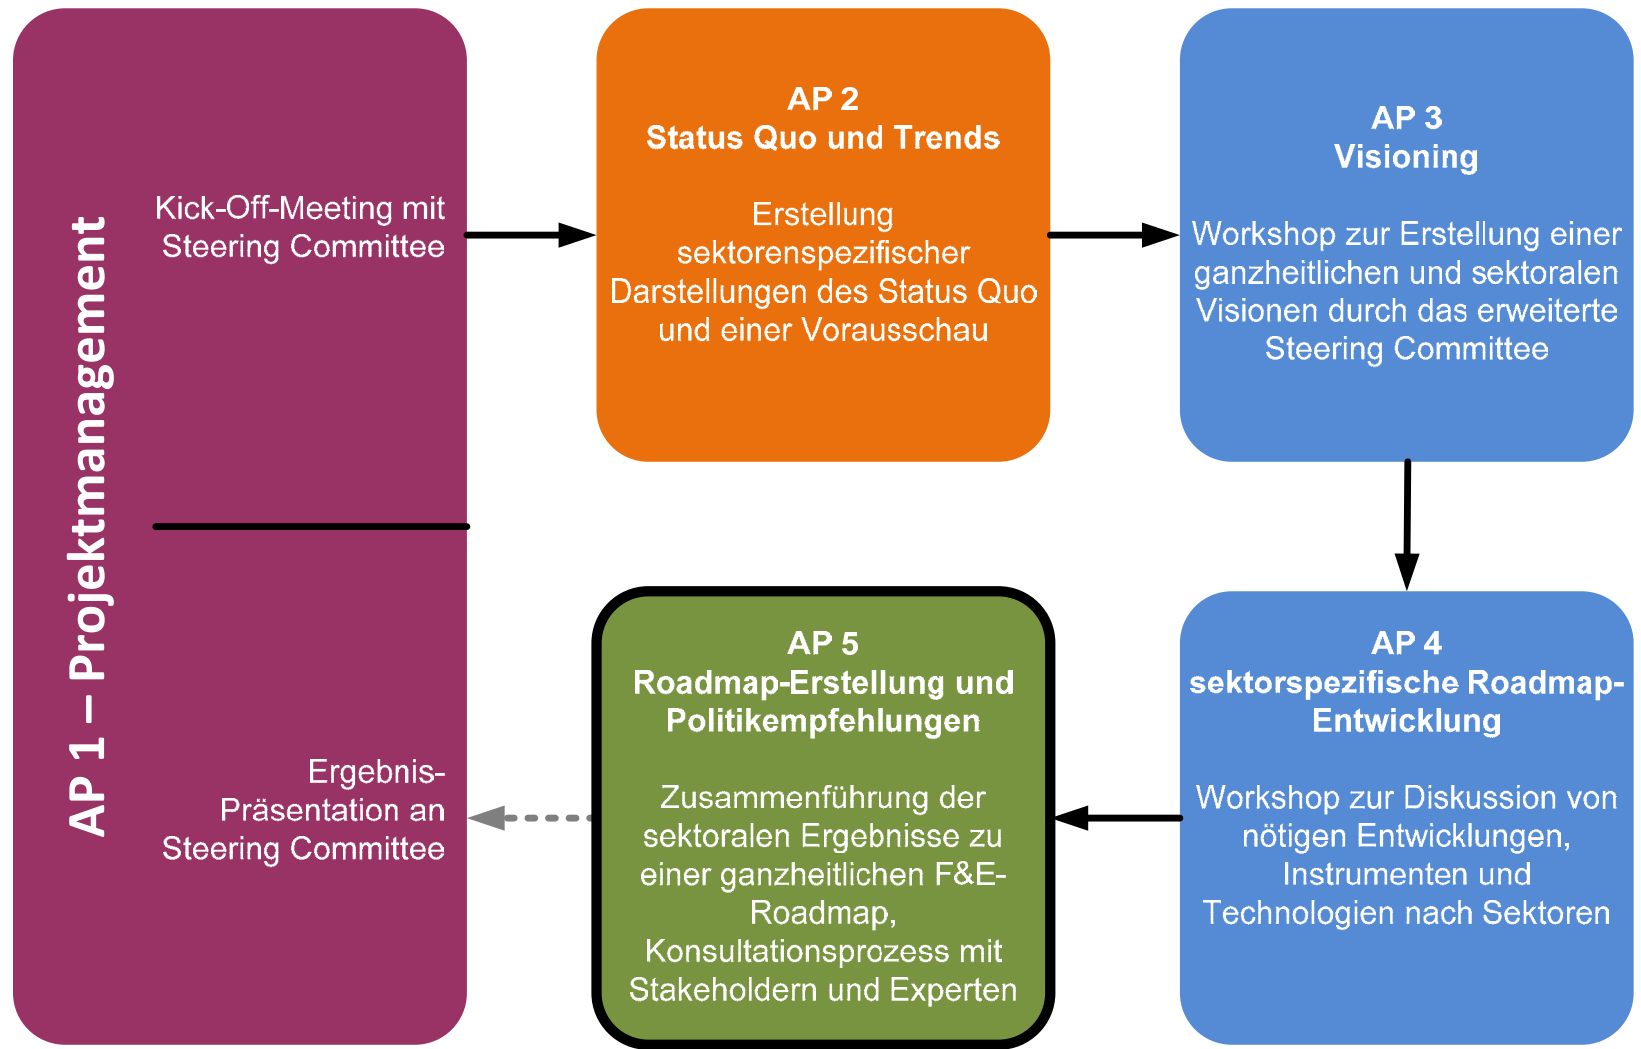 AP 1 – Projektmanagement
Kick-Off-Meeting mit
Steering Committee
AP 2
Status Quo und Trends
Erstellung
sektorenspezifischer
Darstellungen des Status Quo
und einer Vorausschau
AP 3
Visioning
Workshop zur Erstellung einer
ganzheitlichen und sektoralen
Visionen durch das erweiterte
Steering Committee
AP 4
sektorspezifische Roadmap-
Entwicklung
Workshop zur Diskussion von
nötigen Entwicklungen,
Instrumenten und
Technologien nach Sektoren
AP 5
Roadmap-Erstellung und
Politikempfehlungen
Zusammenführung der
sektoralen Ergebnisse zu
einer ganzheitlichen F&E-
Roadmap,
Konsultationsprozess mit
Stakeholdern und Experten
Ergebnis-
Präsentation an
Steering Committee